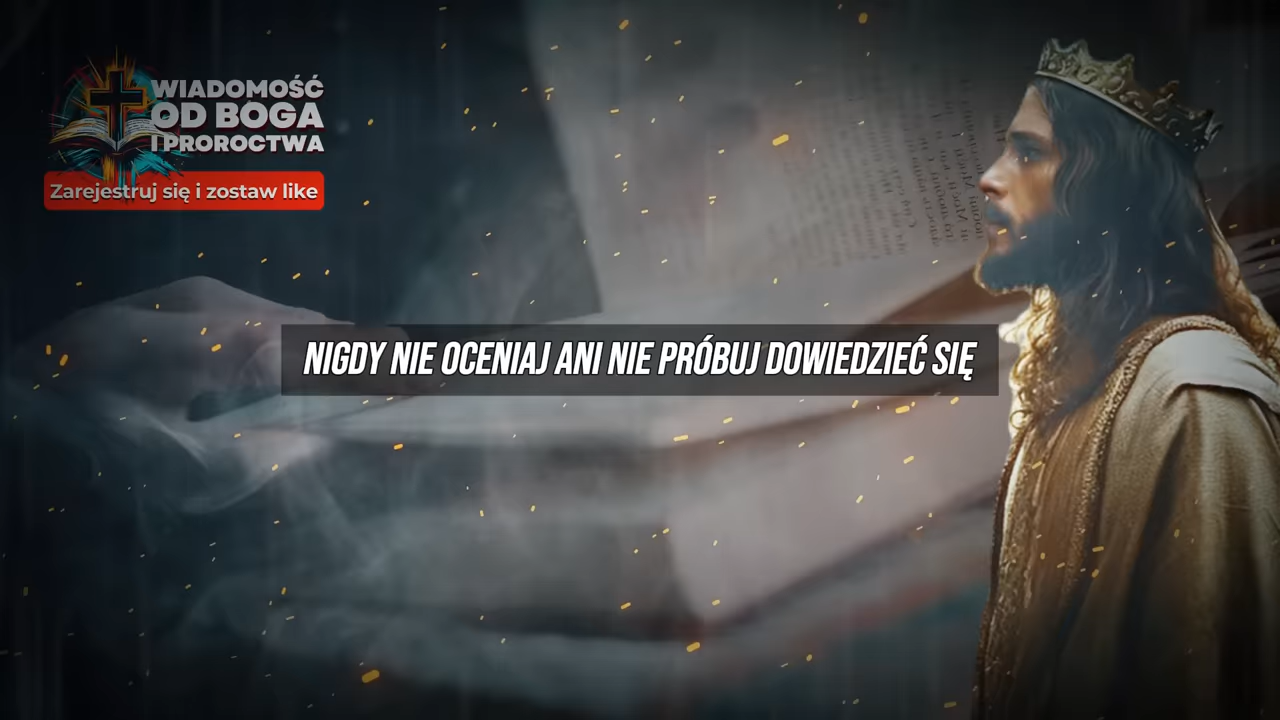 WIADOMOŚĆ
OD BOGA
I PROROCTWA
Zarejestruj się i zostaw like
NIGDY NIE OCENIAJ ANI NIE PRÓBUJ DOWIEDZIEĆ SIĘ